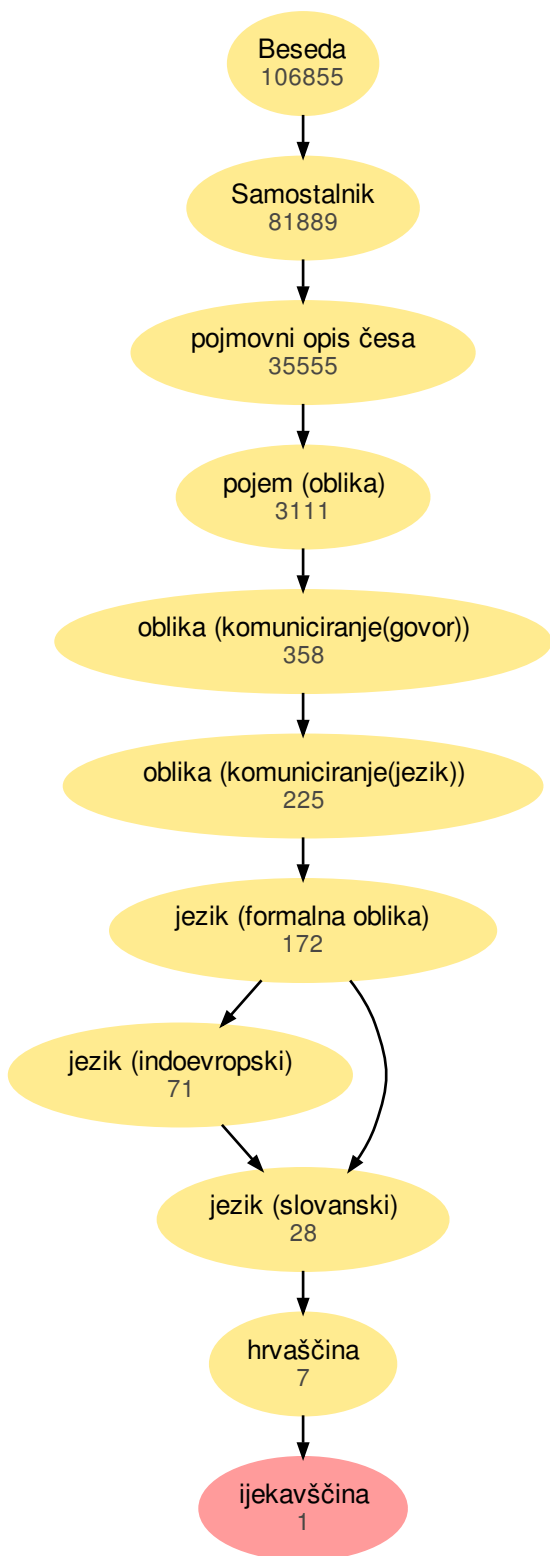 Beseda
106855
Samostalnik
81889
pojmovni opis česa
35555
pojem (oblika)
3111
oblika (komuniciranje(govor))
358
oblika (komuniciranje(jezik))
225
jezik (formalna oblika)
172
jezik (indoevropski)
71
jezik (slovanski)
28
hrvaščina
7
ijekavščina
1